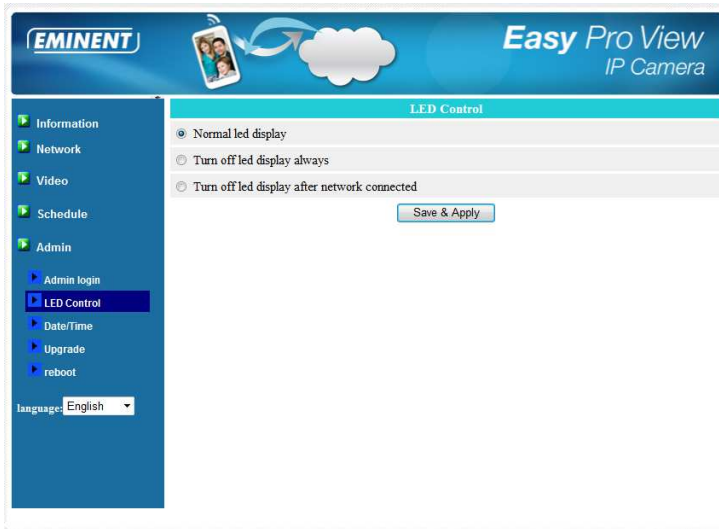 EMINENT
Easy Pro View
IP Camera
Information
Network
Video
Schedule
Admin
Admin login
LED Control
Date/Time
Upgrade
reboot
language: English
LED Control
Normal led display
Turn off led display always
Turn off led display after network connected
Save & Apply